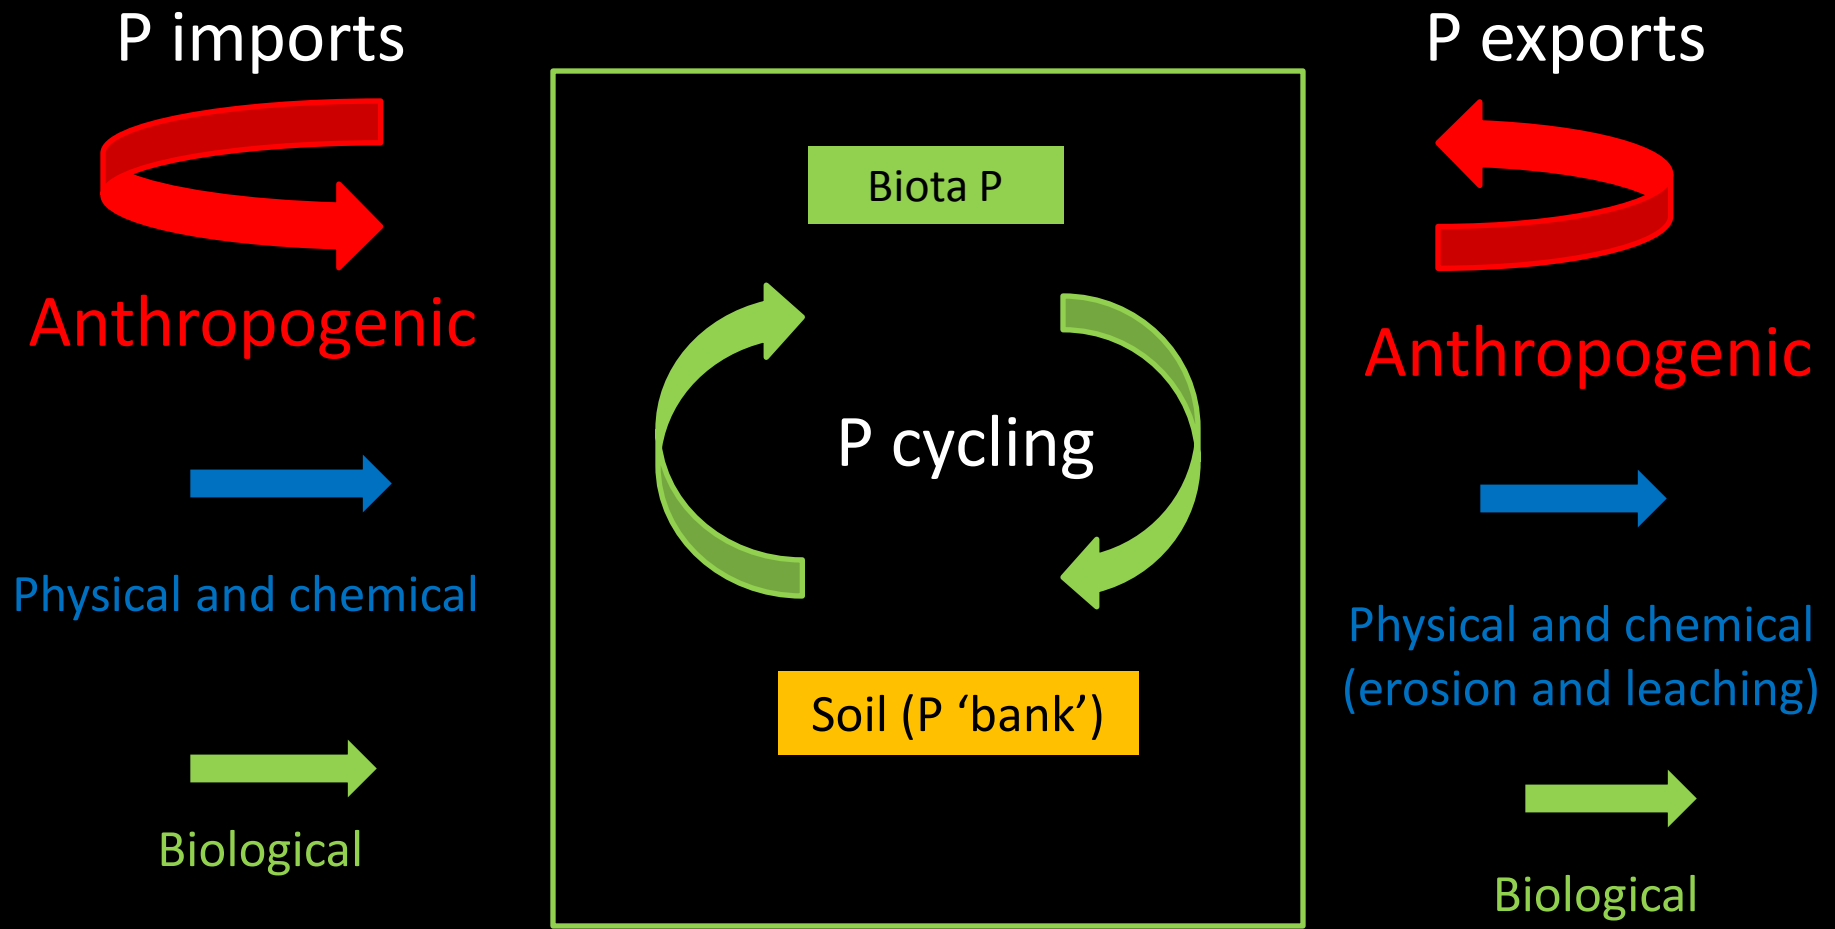 P imports
Anthropogenic
Physical and chemical
Biological
Biota P
P cycling
Soil (P ‘bank’)
P exports
Anthropogenic
Physical and chemical
(erosion and leaching)
Biological